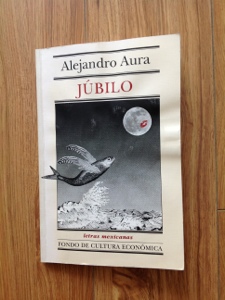 Alejandro Aura
JÚBILO
letras mexicanas
FONDO DE CULTURA ECONÓMICA